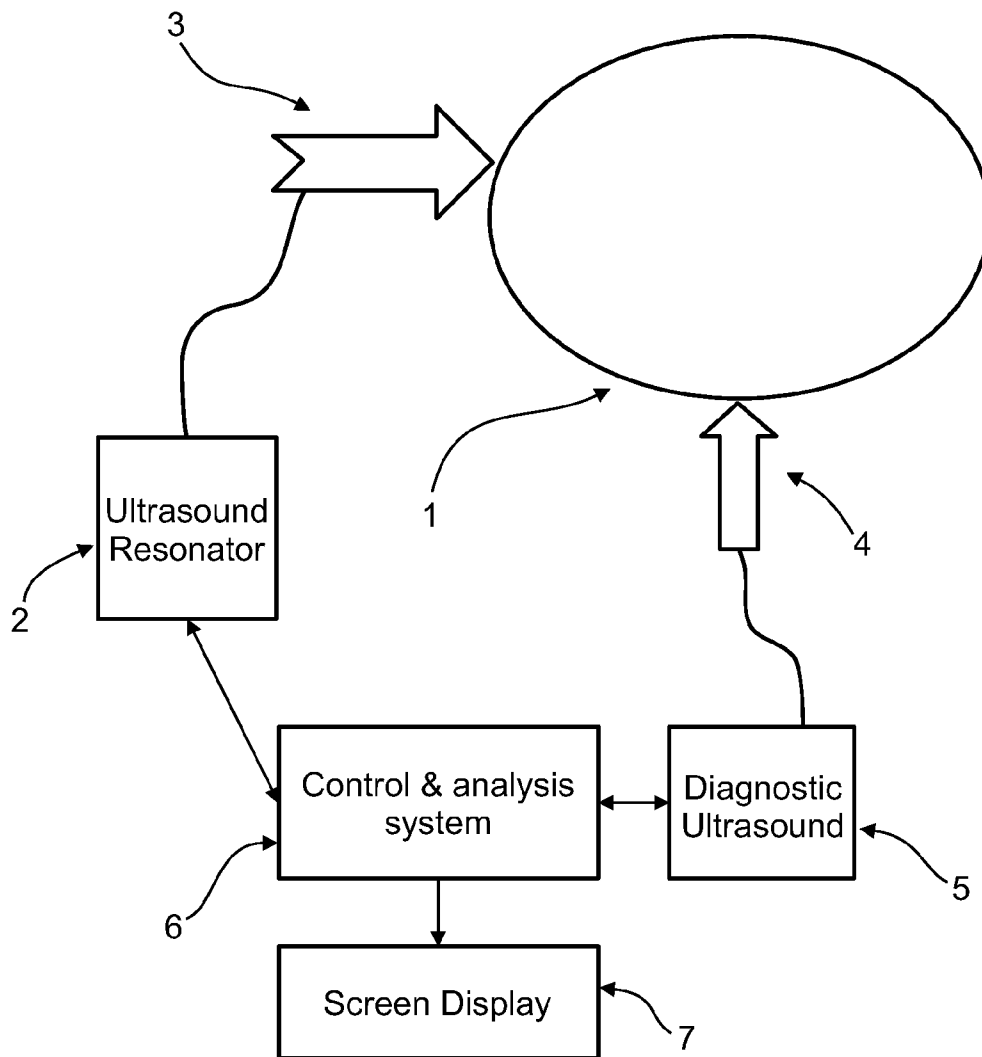 3
1
4
Ultrasound
Resonator
2
Control & analysis
system
Diagnostic
Ultrasound
6
5
Screen Display
7